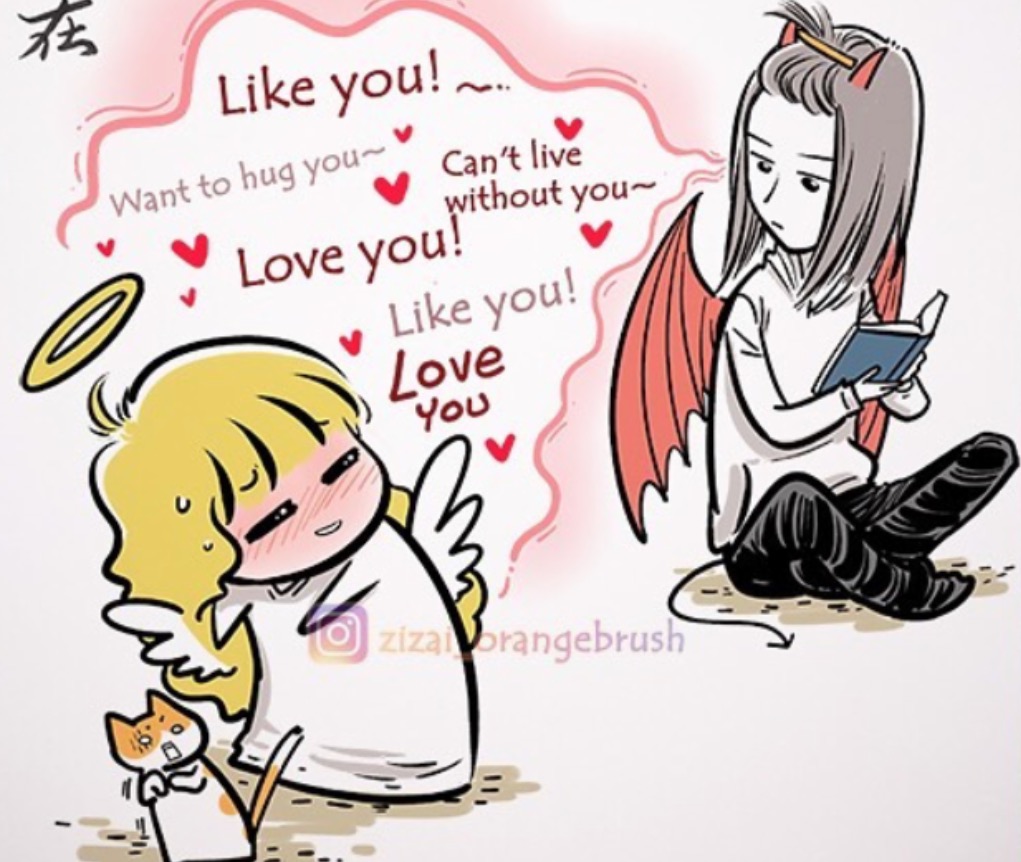 在
Like you! ~..
Want to hug you~
Can't live
without you~
Love you!
Like you!
Love
you
zizai_orangebrush